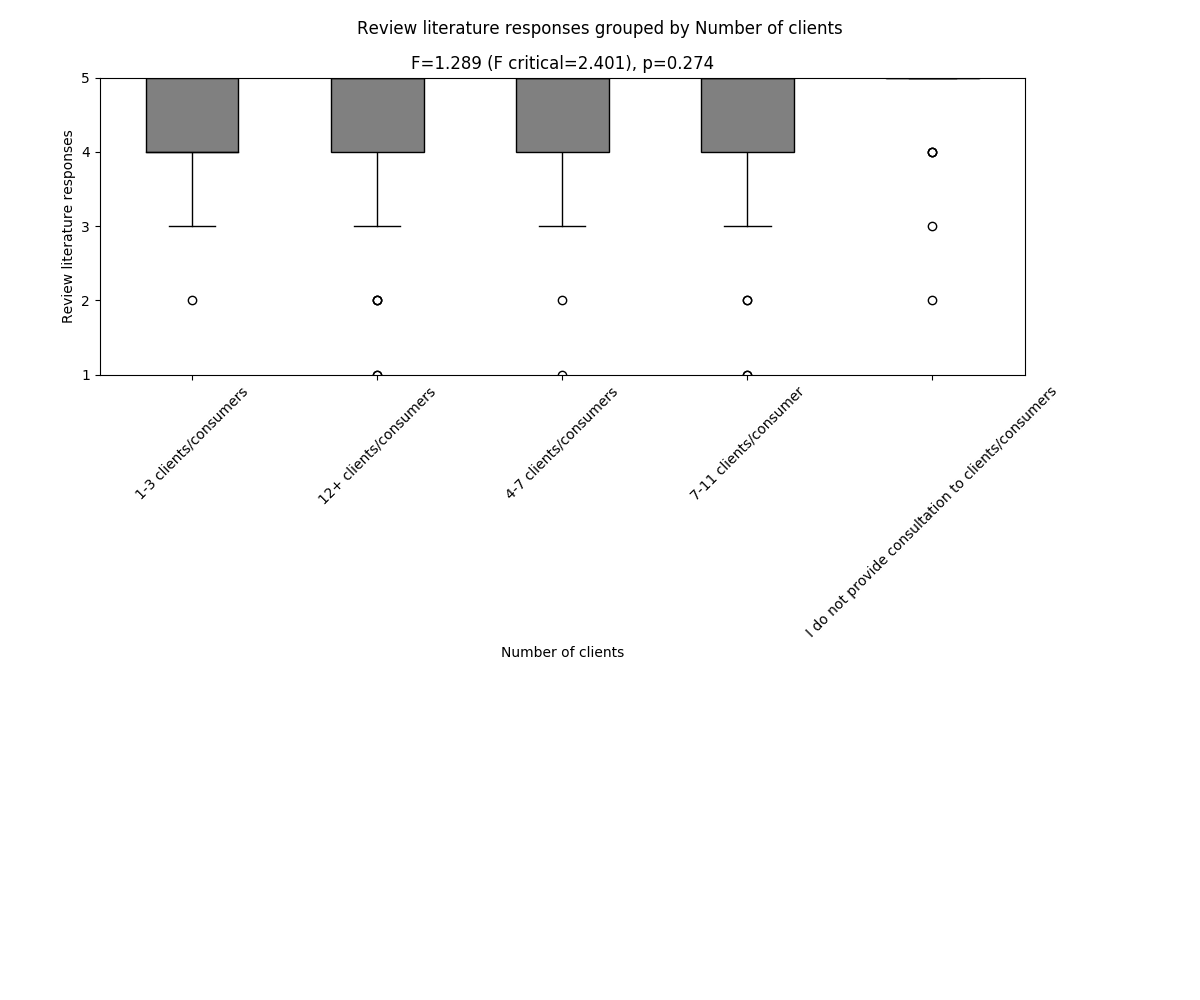 Review literature responses grouped by Number of clients
F=1.289 (F critical=2.401), p=0.274
Review literature responses
5
4
3
2
1
1-3 clients/consumers
12+ clients/consumers
4-7 clients/consumers
7-11 clients/consumer
I do not provide consultation to clients/consumers
Number of clients